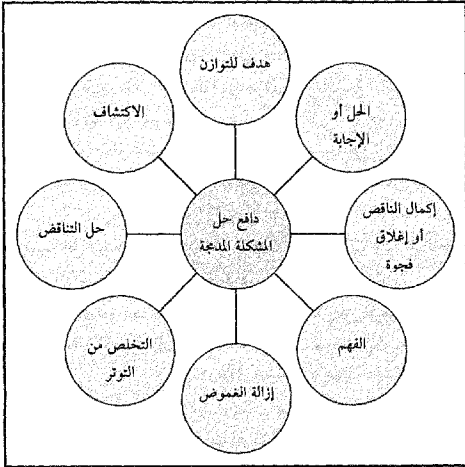 هدف للتوازن
الحل أو
الإجابة
إكمال الناقص
أو إغلاق
فجوة
الفهم
إزالة الغموض
التخلص من
التوتر
حل التناقض
الاكتشاف
دافع حل
المشكلة المدمجة